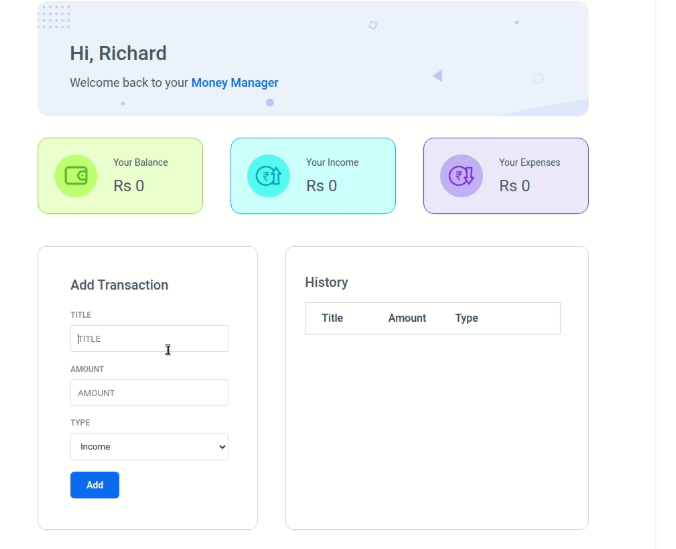 Hi, Richard
Welcome back to your Money Manager
Your Balance
Rs 0
Your Income
Rs 0
Your Expenses
Rs 0
Add Transaction
TITLE
TITLE
AMOUNT
AMOUNT
TYPE
Income
Add
History
Title Amount Type